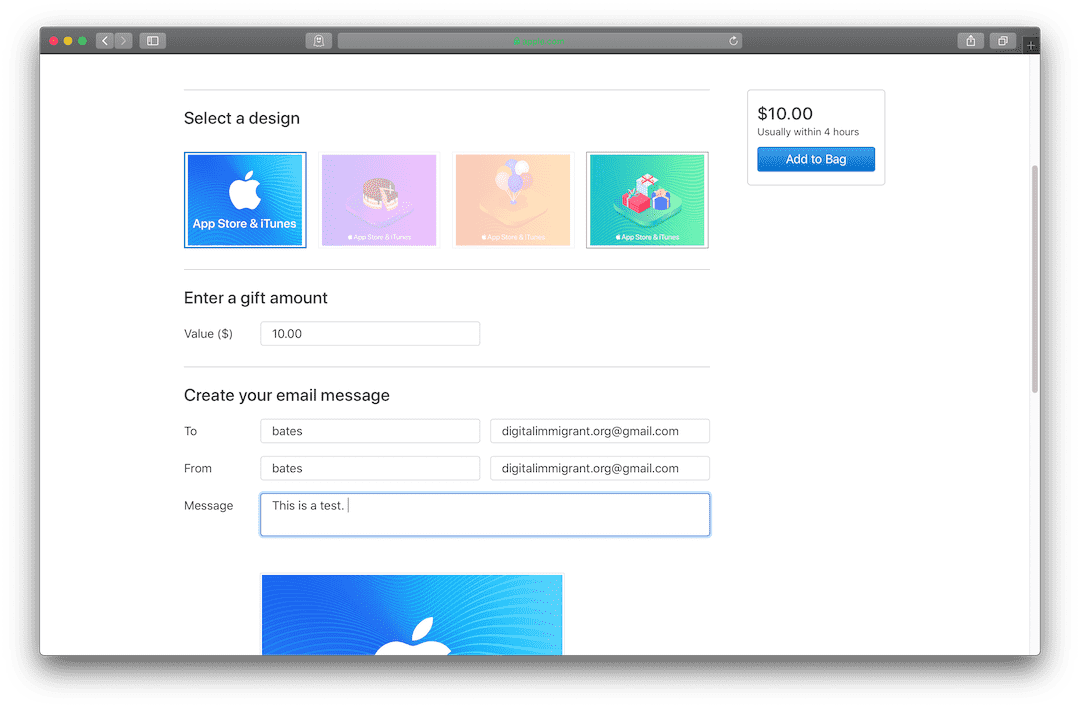 Select a design
App Store & iTunes
App Store & iTunes
App Store & iTunes
App Store & iTunes
Enter a gift amount
Value ($) 10.00
Create your email message
To bates digitalimmigrant.org@gmail.com
From bates digitalimmigrant.org@gmail.com
Message This is a test.
$10.00
Usually within 4 hours
Add to Bag